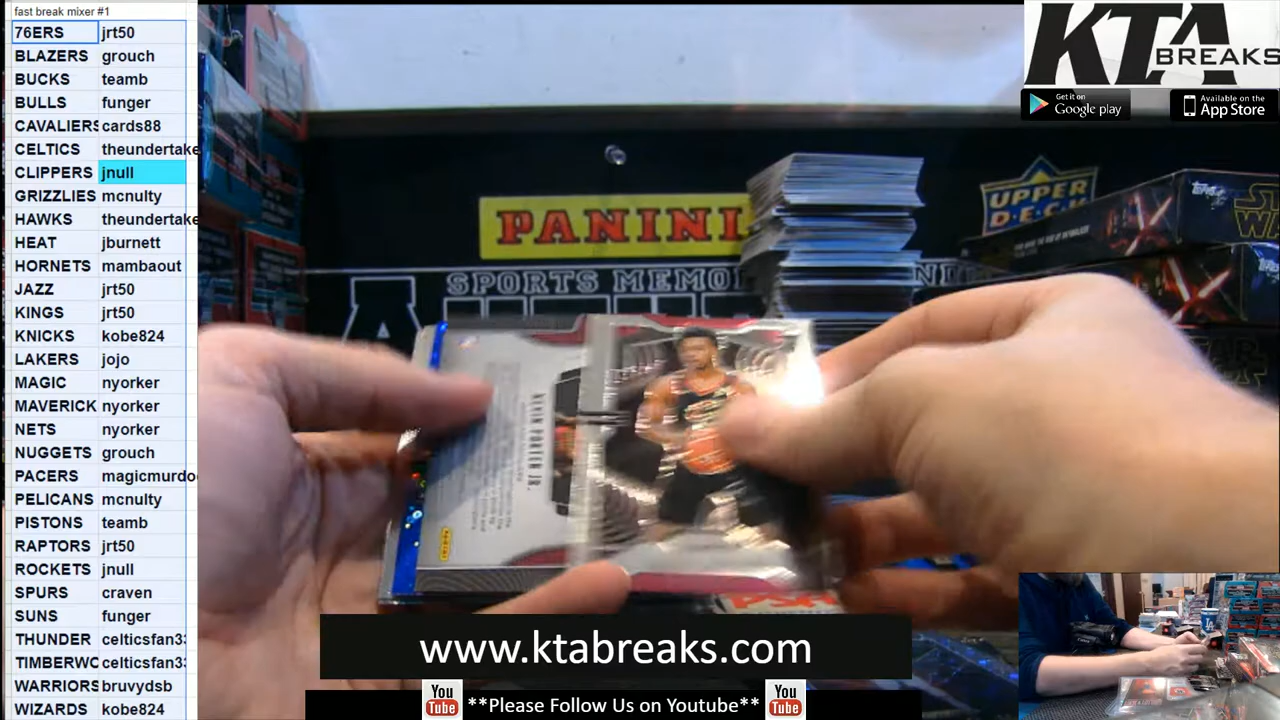 fast break mixer #1
76ERS jrt50
BLAZERS grouch
BUCKS teamb
BULLS funger
CAVALIERS cards88
CELTICS theundertake
CLIPPERS jnull
GRIZZLIES mcnulty
HAWKS theundertake
HEAT jburnett
HORNETS mambaout
JAZZ jrt50
KINGS jrt50
KNICKS kobe824
LAKERS jojo
MAGIC nyorker
MAVERICK nyorker
NETS nyorker
NUGGETS grouch
PACERS magicmurdo
PELICANS mcnulty
PISTONS teamb
RAPTORS jrt50
ROCKETS jnull
SPURS craven
SUNS funger
THUNDER celticsfan33
TIMBERWO celticsfan33
WARRIORS bruvydsb
WIZARDS kobe824
KTA
BREAKS
Get it on
Google play
Available on the
App Store
PANINI
UPPER
DECK
SPORTS MEMO
KEVIN PORTER JR.
PANINI
www.ktabreaks.com
You
Tube
**Please Follow Us on Youtube**
You
Tube